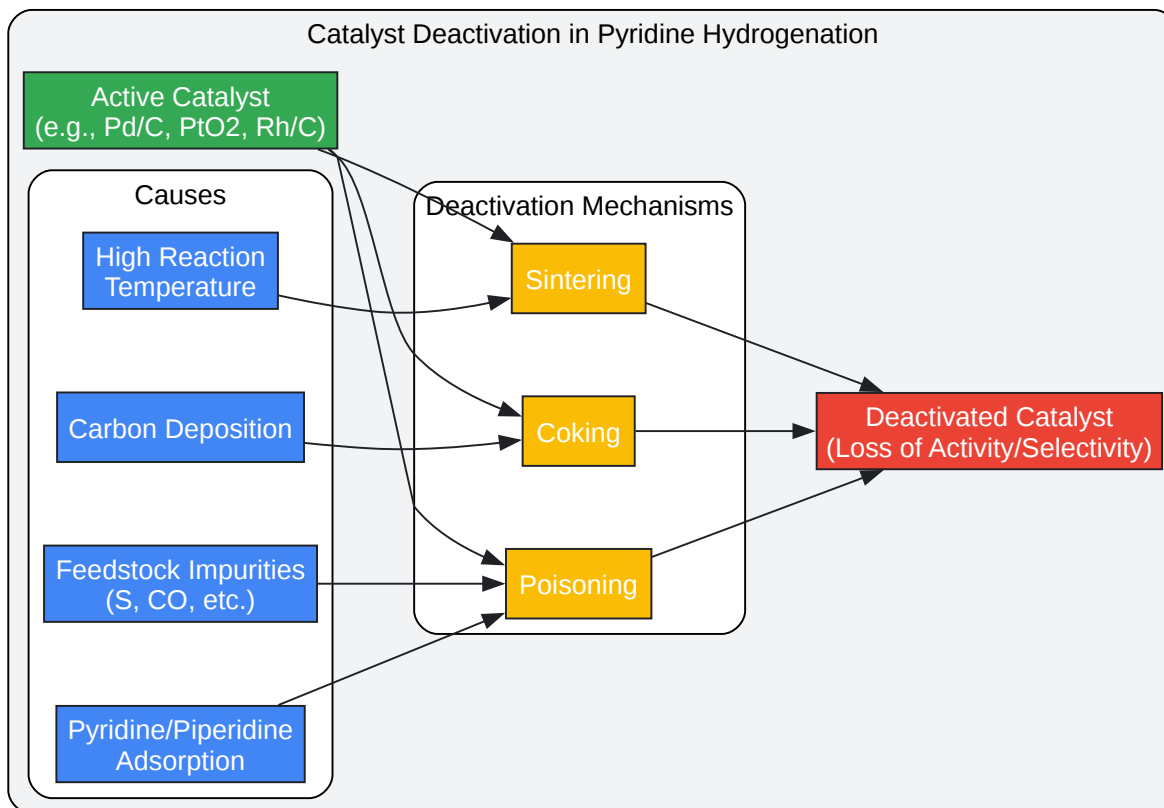 Catalyst Deactivation in Pyridine Hydrogenation
Active Catalyst
(e.g., Pd/C, PtO2, Rh/C)
Causes
High Reaction
Temperature
Carbon Deposition
Feedstock Impurities
(S, CO, etc.)
Pyridine/Piperidine
Adsorption
Deactivation Mechanisms
Sintering
Coking
Poisoning
Deactivated Catalyst
(Loss of Activity/Selectivity)